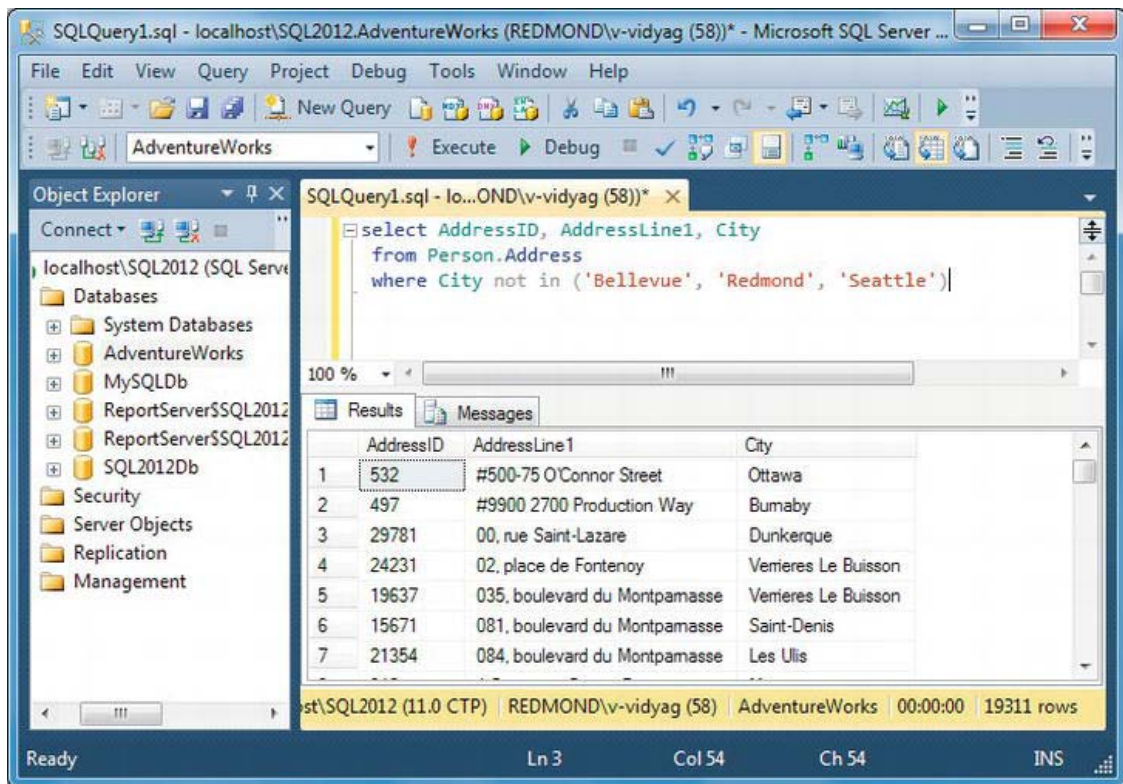 SQLQuery1.sql - localhost\SQL2012.AdventureWorks (REDMOND\v-vidyag (58))* - Microsoft SQL Server ...
File Edit View Query Project Debug Tools Window Help
New Query
AdventureWorks Execute Debug
Object Explorer
SQLQuery1.sql - lo...OND\v-vidyag (58))*
Connect
localhost\SQL2012 (SQL Serve
Databases
System Databases
AdventureWorks
MySQLDb
ReportServer$SQL2012
ReportServer$SQL2012
SQL2012Db
Security
Server Objects
Replication
Management
select AddressID, AddressLine1, City
from Person.Address
where City not in ('Bellevue', 'Redmond', 'Seattle')
100 %
Results Messages
AddressID AddressLine1 City
1 532 #500-75 O'Connor Street Ottawa
2 497 #9900 2700 Production Way Burnaby
3 29781 00, rue Saint-Lazare Dunkerque
4 24231 02, place de Fontenoy Verrieres Le Buisson
5 19637 035, boulevard du Montparnasse Verrieres Le Buisson
6 15671 081, boulevard du Montparnasse Saint-Denis
7 21354 084, boulevard du Montparnasse Les Ulis
st\SQL2012 (11.0 CTP) REDMOND\v-vidyag (58) AdventureWorks 00:00:00 19311 rows
Ready Ln 3 Col 54 Ch 54 INS